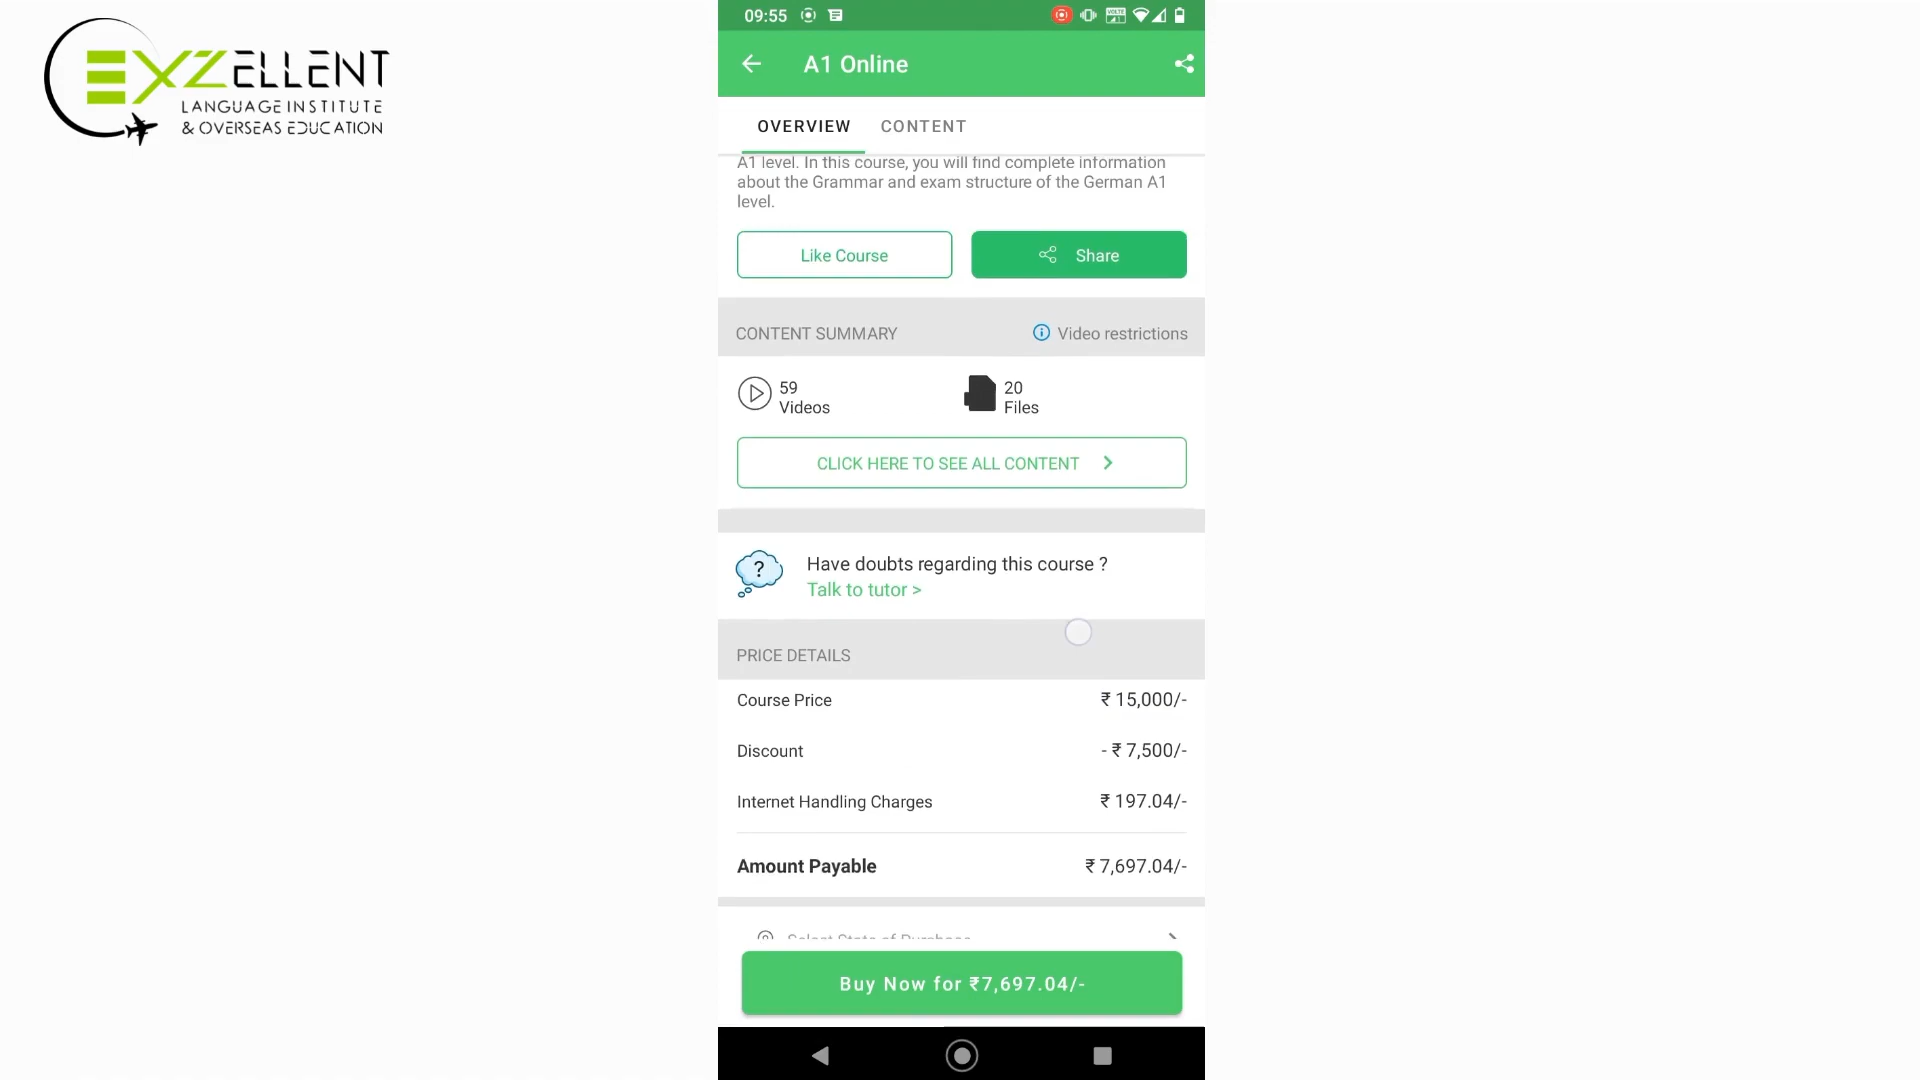 EXZELLENT
LANGUAGE INSTITUTE
& OVERSEAS EDUCATION
09:55
VOLTE
A1 Online
OVERVIEW CONTENT
A1 level. In this course, you will find complete information
about the Grammar and exam structure of the German A1
level.
Like Course
Share
CONTENT SUMMARY
Video restrictions
59
Videos
20
Files
CLICK HERE TO SEE ALL CONTENT
?
Have doubts regarding this course ?
Talk to tutor >
PRICE DETAILS
Course Price ₹ 15,000/-
Discount - ₹ 7,500/-
Internet Handling Charges ₹ 197.04/-
Amount Payable ₹ 7,697.04/-
Select State of Purchase
Buy Now for ₹7,697.04/-